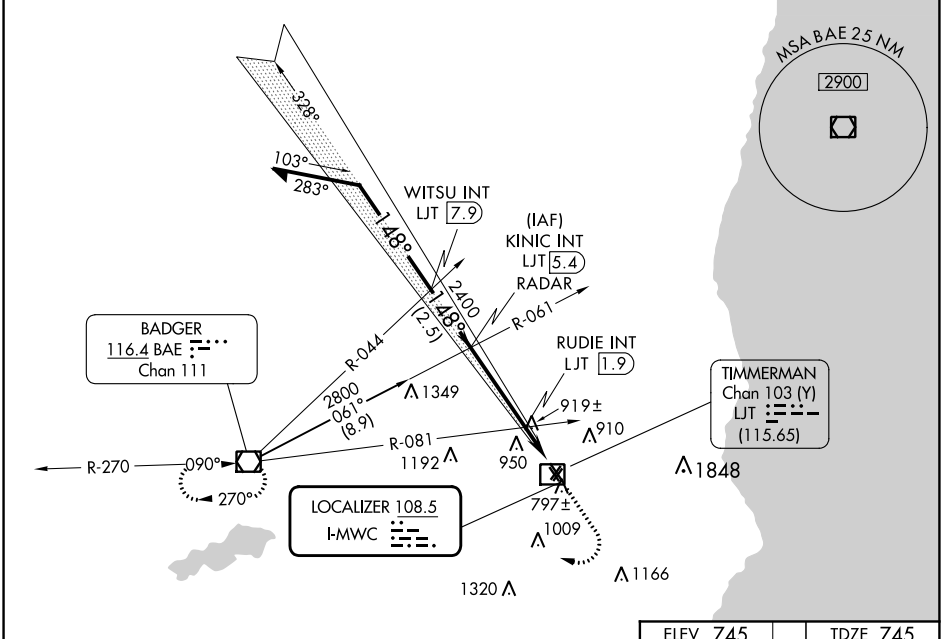 MSA BAE 25 NM
2900
328°
103°
283°
WITSU INT
LJT 7.9
148°
(IAF)
KINIC INT
LJT 5.4
RADAR
148°
2400
(2.5)
R-061
BADGER
116.4 BAE
Chan 111
R-044
RUDIE INT
LJT 1.9
TIMMERMAN
Chan 103 (Y)
LJT
(115.65)
2800
061°
(8.9)
1349
919±
910
R-081
1192
950
R-270
090°
270°
1848
LOCALIZER 108.5
I-MWC
797±
1009
1166
1320
ELEV 745
TDZE 745